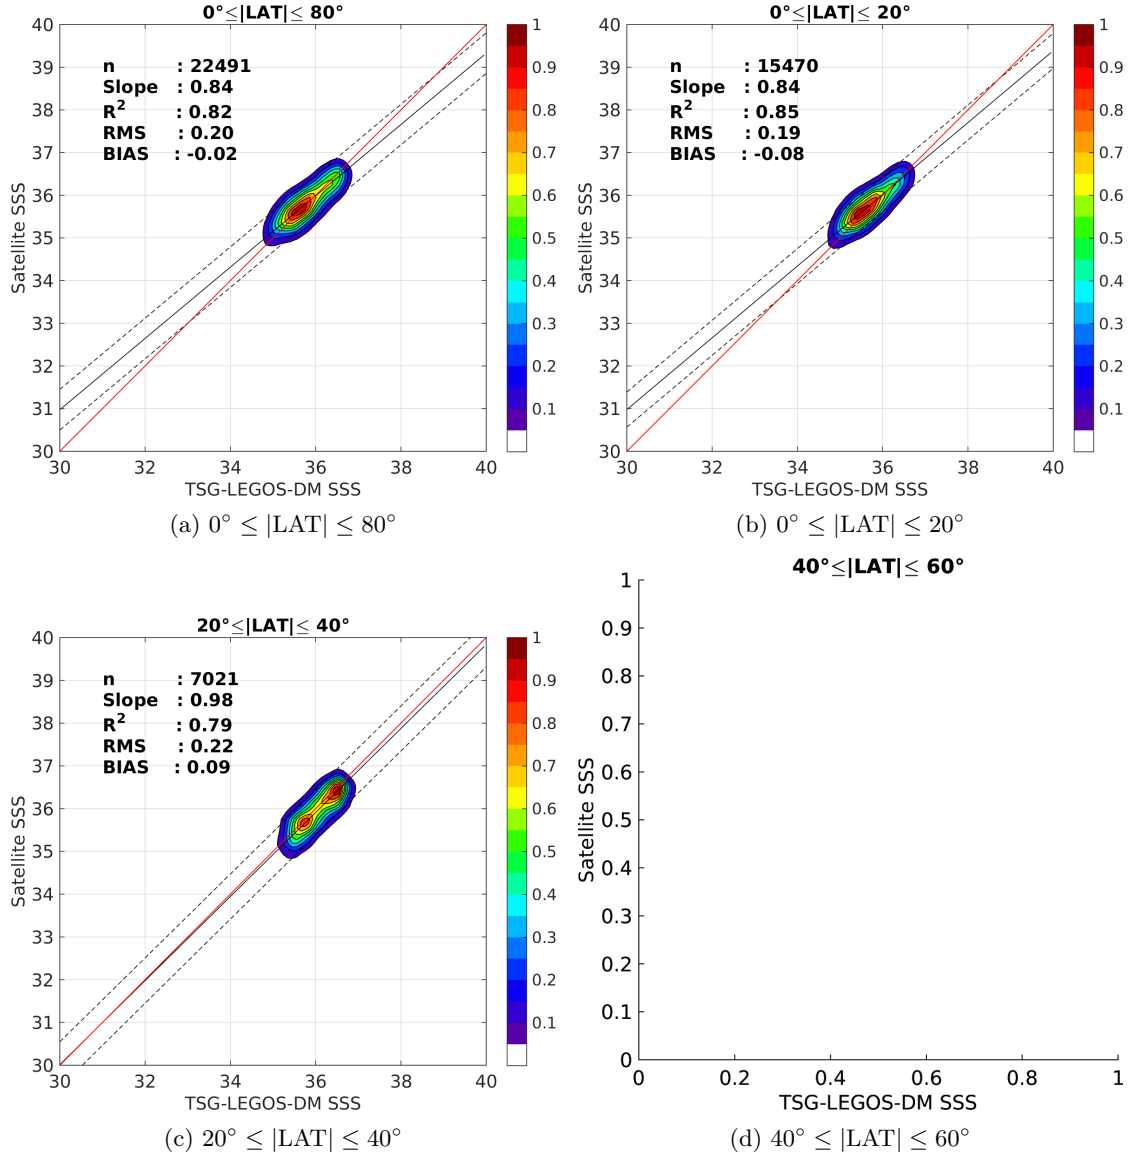 0°≤|LAT|≤ 80°
40
39
38
37
36
35
34
33
32
31
30
Satellite SSS
n : 22491
Slope : 0.84
R² : 0.82
RMS : 0.20
BIAS : -0.02
30 32 34 36 38 40
TSG-LEGOS-DM SSS
1
0.9
0.8
0.7
0.6
0.5
0.4
0.3
0.2
0.1
(a) 0° ≤ |LAT| ≤ 80°
0°≤|LAT|≤ 20°
40
39
38
37
36
35
34
33
32
31
30
Satellite SSS
n : 15470
Slope : 0.84
R² : 0.85
RMS : 0.19
BIAS : -0.08
30 32 34 36 38 40
TSG-LEGOS-DM SSS
1
0.9
0.8
0.7
0.6
0.5
0.4
0.3
0.2
0.1
(b) 0° ≤ |LAT| ≤ 20°
20°≤|LAT|≤ 40°
40
39
38
37
36
35
34
33
32
31
30
Satellite SSS
n : 7021
Slope : 0.98
R² : 0.79
RMS : 0.22
BIAS : 0.09
30 32 34 36 38 40
TSG-LEGOS-DM SSS
1
0.9
0.8
0.7
0.6
0.5
0.4
0.3
0.2
0.1
(c) 20° ≤ |LAT| ≤ 40°
40°≤|LAT|≤ 60°
1
0.9
0.8
0.7
0.6
0.5
0.4
0.3
0.2
0.1
0
Satellite SSS
0 0.2 0.4 0.6 0.8 1
TSG-LEGOS-DM SSS
(d) 40° ≤ |LAT| ≤ 60°